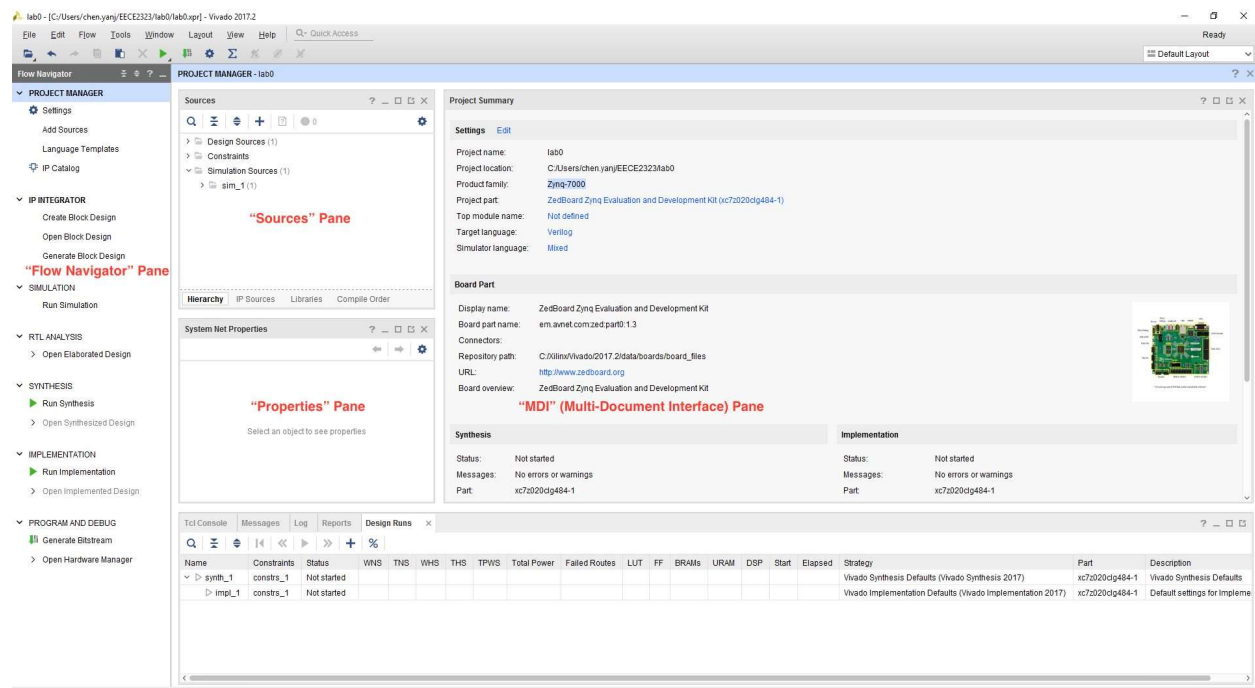 lab0 - [C:/Users/chen.yanj/EECE2323/lab0/lab0.xpr] - Vivado 2017.2
File Edit Flow Tools Window Layout View Help Quick Access
Ready
Default Layout
Flow Navigator
PROJECT MANAGER
Settings
Add Sources
Language Templates
IP Catalog
IP INTEGRATOR
Create Block Design
Open Block Design
Generate Block Design
“Flow Navigator” Pane
SIMULATION
Run Simulation
RTL ANALYSIS
Open Elaborated Design
SYNTHESIS
Run Synthesis
Open Synthesized Design
IMPLEMENTATION
Run Implementation
Open Implemented Design
PROGRAM AND DEBUG
Generate Bitstream
Open Hardware Manager
PROJECT MANAGER - lab0
Sources
0
Design Sources (1)
Constraints
Simulation Sources (1)
sim_1 (1)
“Sources” Pane
Hierarchy IP Sources Libraries Compile Order
System Net Properties
“Properties” Pane
Select an object to see properties
Project Summary
Settings Edit
Project name: lab0
Project location: C:/Users/chen.yanj/EECE2323/lab0
Product family: Zynq-7000
Project part: ZedBoard Zynq Evaluation and Development Kit (xc7z020clg484-1)
Top module name: Not defined
Target language: Verilog
Simulator language: Mixed
Board Part
Display name: ZedBoard Zynq Evaluation and Development Kit
Board part name: em.avnet.com:zed:part0:1.3
Connectors:
Repository path: C:/Xilinx/Vivado/2017.2/data/boards/board_files
URL: http://www.zedboard.org
Board overview: ZedBoard Zynq Evaluation and Development Kit
“MDI” (Multi-Document Interface) Pane
Synthesis
Status: Not started
Messages: No errors or warnings
Part: xc7z020clg484-1
Implementation
Status: Not started
Messages: No errors or warnings
Part: xc7z020clg484-1
Tcl Console Messages Log Reports Design Runs
Name Constraints Status WNS TNS WHS THS TPWS Total Power Failed Routes LUT FF BRAMs URAM DSP Start Elapsed Strategy Part Description
synth_1 constrs_1 Not started Vivado Synthesis Defaults (Vivado Synthesis 2017) xc7z020clg484-1 Vivado Synthesis Defaults
impl_1 constrs_1 Not started Vivado Implementation Defaults (Vivado Implementation 2017) xc7z020clg484-1 Default settings for Impleme